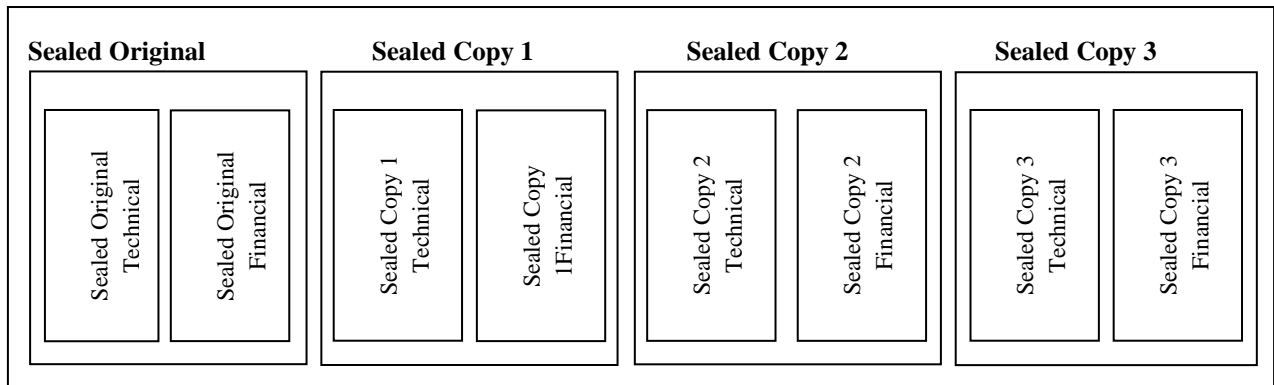 Sealed Original
Sealed Copy 1
Sealed Copy 2
Sealed Copy 3
Sealed Original
Technical
Sealed Original
Financial
Sealed Copy 1
Technical
Sealed Copy
1Financial
Sealed Copy 2
Technical
Sealed Copy 2
Financial
Sealed Copy 3
Technical
Sealed Copy 3
Financial